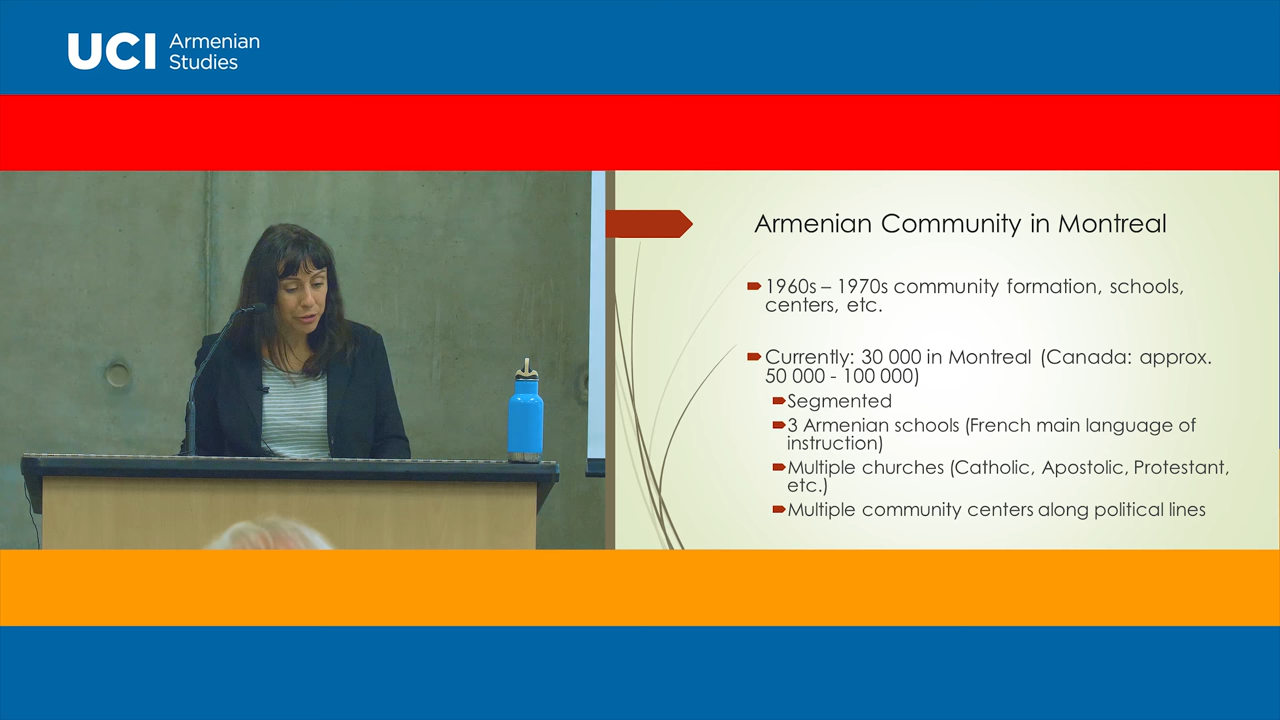 UCI Armenian
Studies
Armenian Community in Montreal
1960s – 1970s community formation, schools,
centers, etc.
Currently: 30 000 in Montreal (Canada: approx.
50 000 - 100 000)
Segmented
3 Armenian schools (French main language of
instruction)
Multiple churches (Catholic, Apostolic, Protestant,
etc.)
Multiple community centers along political lines